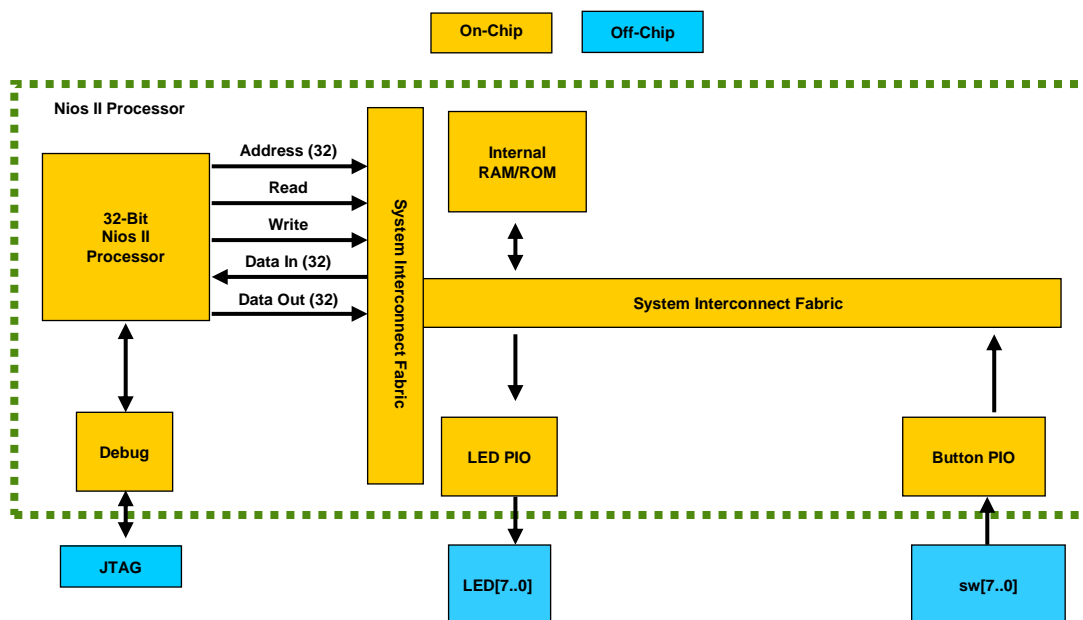 On-Chip
Off-Chip
Nios II Processor
32-Bit
Nios II
Processor
Address (32)
Read
Write
Data In (32)
Data Out (32)
System Interconnect Fabric
Internal
RAM/ROM
System Interconnect Fabric
Debug
LED PIO
Button PIO
JTAG
LED[7..0]
sw[7..0]